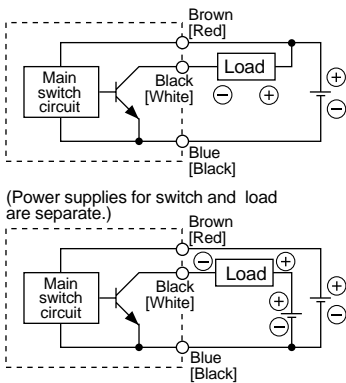 Brown
[Red]
Main
switch
circuit
Black
[White]
Load
⊖ ⊕
⊕
⊖
Blue
[Black]
(Power supplies for switch and load
are separate.)
Brown
[Red]
Main
switch
circuit
Black
[White]
⊖ Load ⊕
⊕
⊖
⊕
⊖
Blue
[Black]